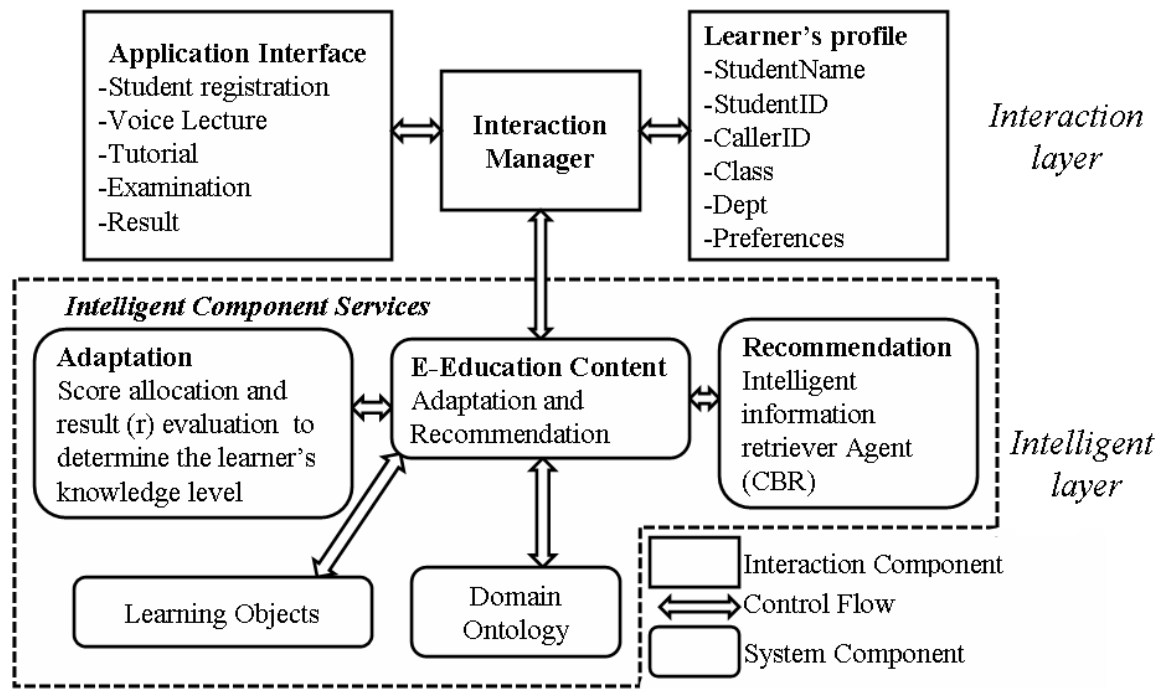 Application Interface
-Student registration
-Voice Lecture
-Tutorial
-Examination
-Result
Interaction
Manager
Learner's profile
-StudentName
-StudentID
-CallerID
-Class
-Dept
-Preferences
Interaction
layer
Intelligent Component Services
Adaptation
Score allocation and
result (r) evaluation to
determine the learner's
knowledge level
E-Education Content
Adaptation and
Recommendation
Recommendation
Intelligent
information
retriever Agent
(CBR)
Intelligent
layer
Learning Objects
Domain
Ontology
Interaction Component
Control Flow
System Component